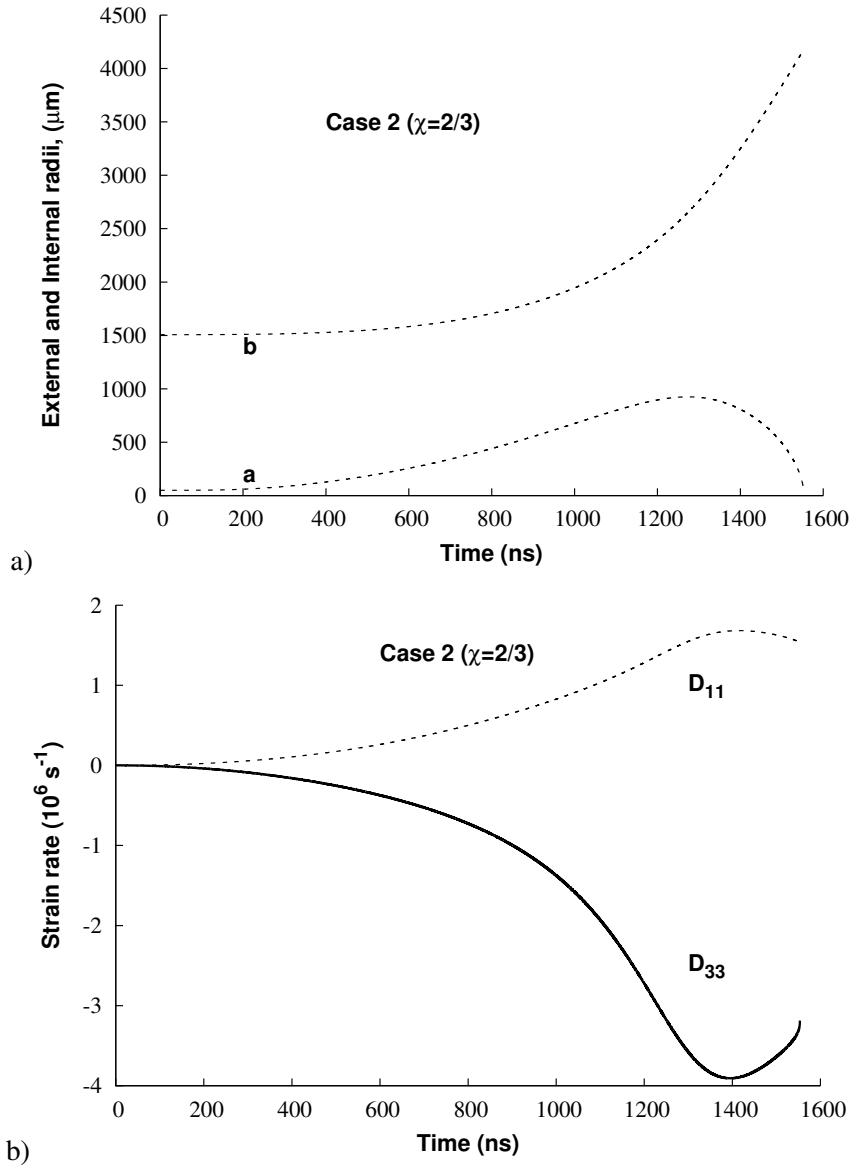 4500
4000
3500
3000
2500
2000
1500
1000
500
0
External and Internal radii, (μm)
Case 2 (χ=2/3)
b
a
0 200 400 600 800 1000 1200 1400 1600
Time (ns)
a)
2
1
0
-1
-2
-3
-4
Strain rate (10⁶ s⁻¹)
Case 2 (χ=2/3)
D₁₁
D₃₃
0 200 400 600 800 1000 1200 1400 1600
Time (ns)
b)